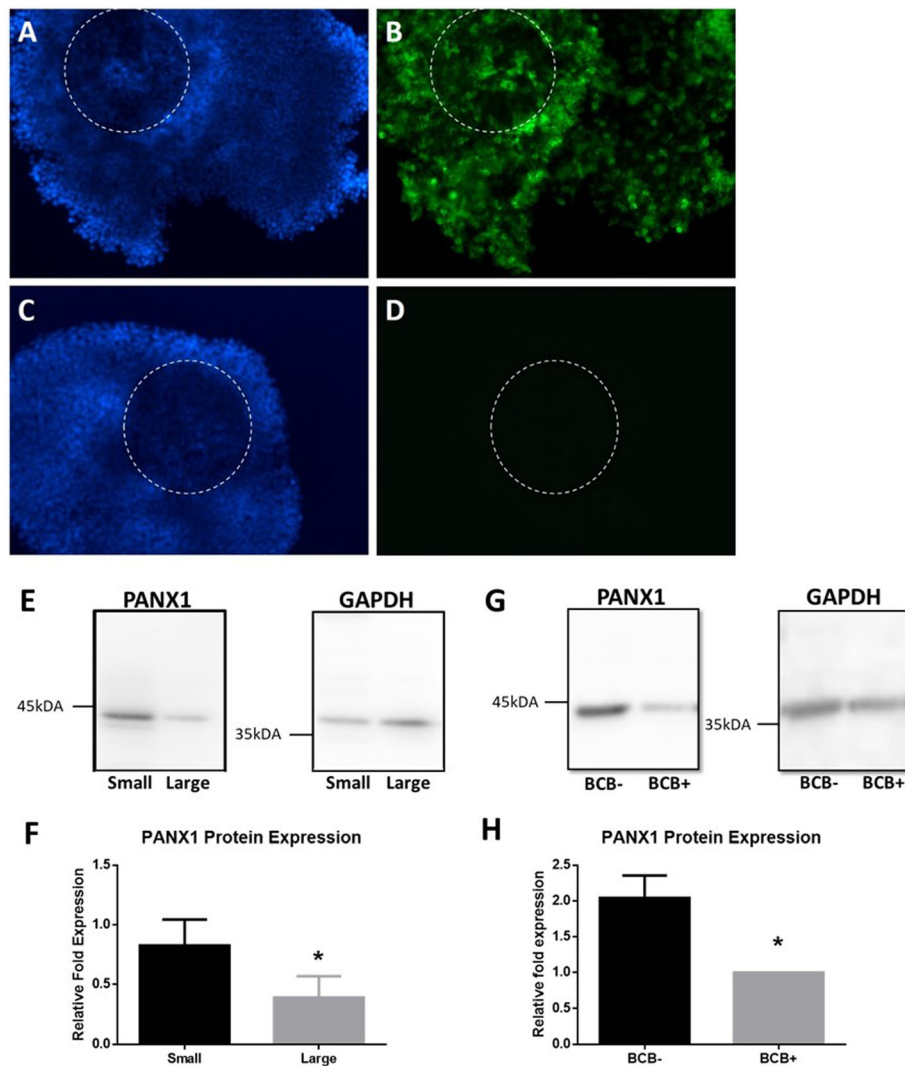 A
B
C
D
E
PANX1
GAPDH
45kDA
35kDA
Small Large
Small Large
G
PANX1
GAPDH
45kDA
35kDA
BCB- BCB+
BCB- BCB+
F
PANX1 Protein Expression
Relative Fold Expression
1.5
1.0
0.5
0.0
*
Small
Large
H
PANX1 Protein Expression
Relative fold expression
2.5
2.0
1.5
1.0
0.5
0.0
*
BCB-
BCB+